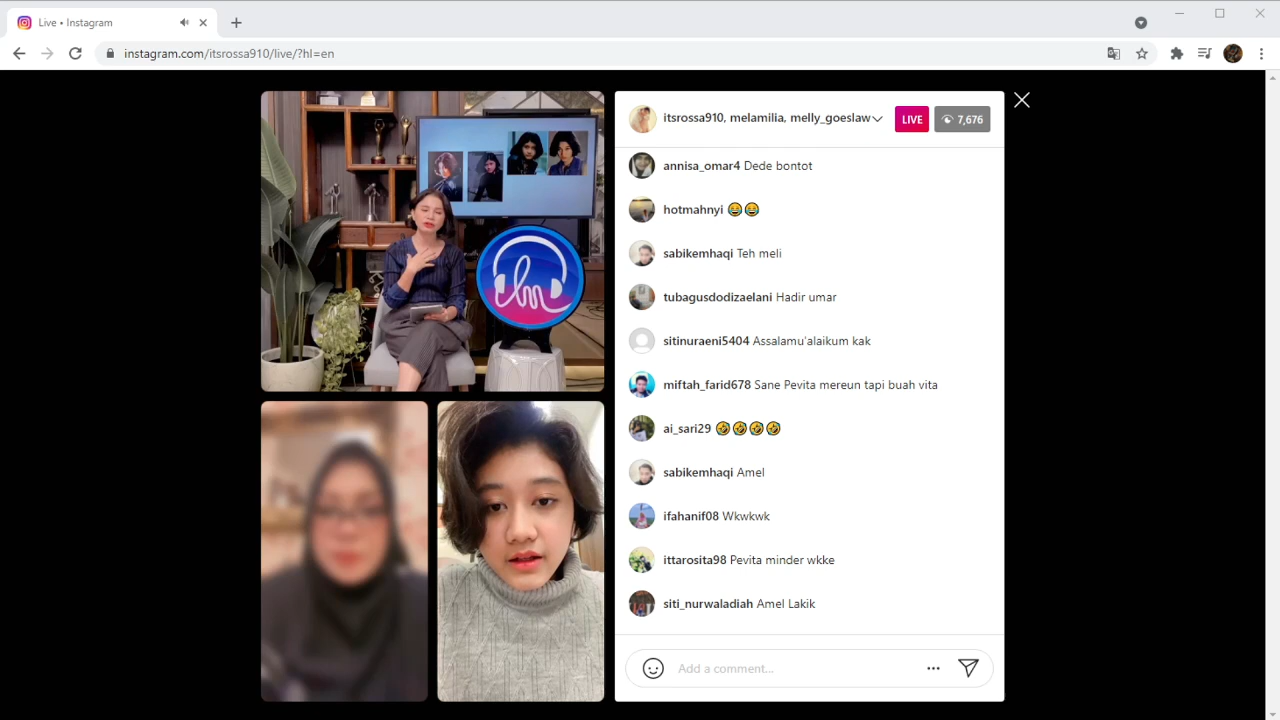 Live • Instagram
instagram.com/itsrossa910/live/?hl=en
itsrossa910, melamilia, melly_goeslaw
LIVE
7,676
annisa_omar4 Dede bontot
hotmahnyi 😂😂
sabikemhaqi Teh meli
tubagusdodizaelani Hadir umar
sitinuraeni5404 Assalamu'alaikum kak
miftah_farid678 Sane Pevita mereun tapi buah vita
ai_sari29 🤣🤣🤣🤣
sabikemhaqi Amel
ifahanif08 Wkwkwk
ittarosita98 Pevita minder wkke
siti_nurwaladiah Amel Lakik
Add a comment...
lm